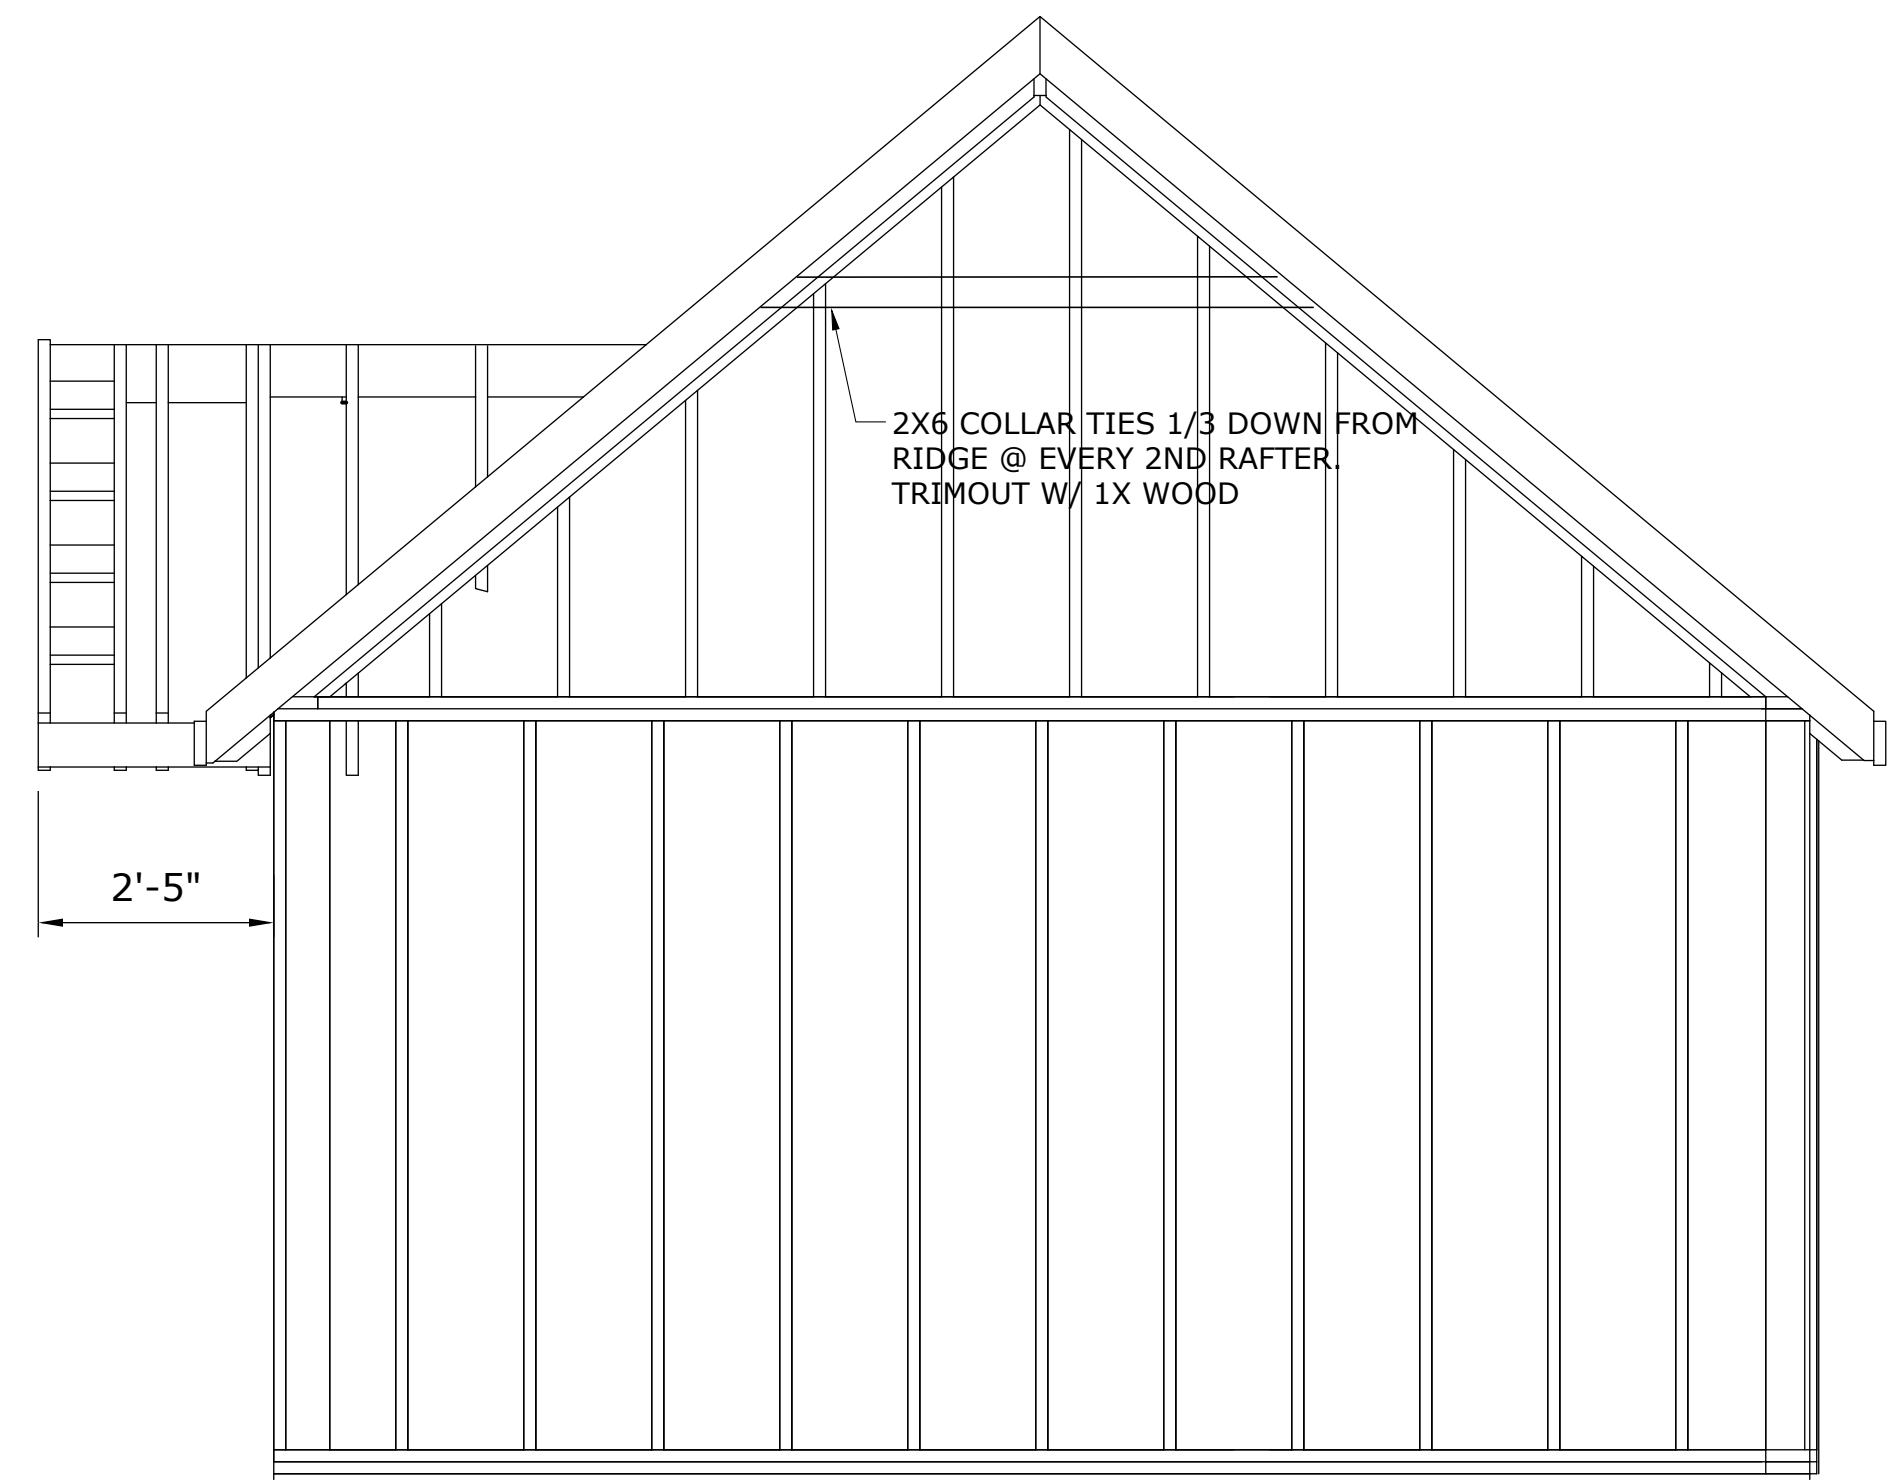 2X6 COLLAR TIES 1/3 DOWN FROM
RIDGE @ EVERY 2ND RAFTER.
TRIMOUT W/ 1X WOOD
2'-5"